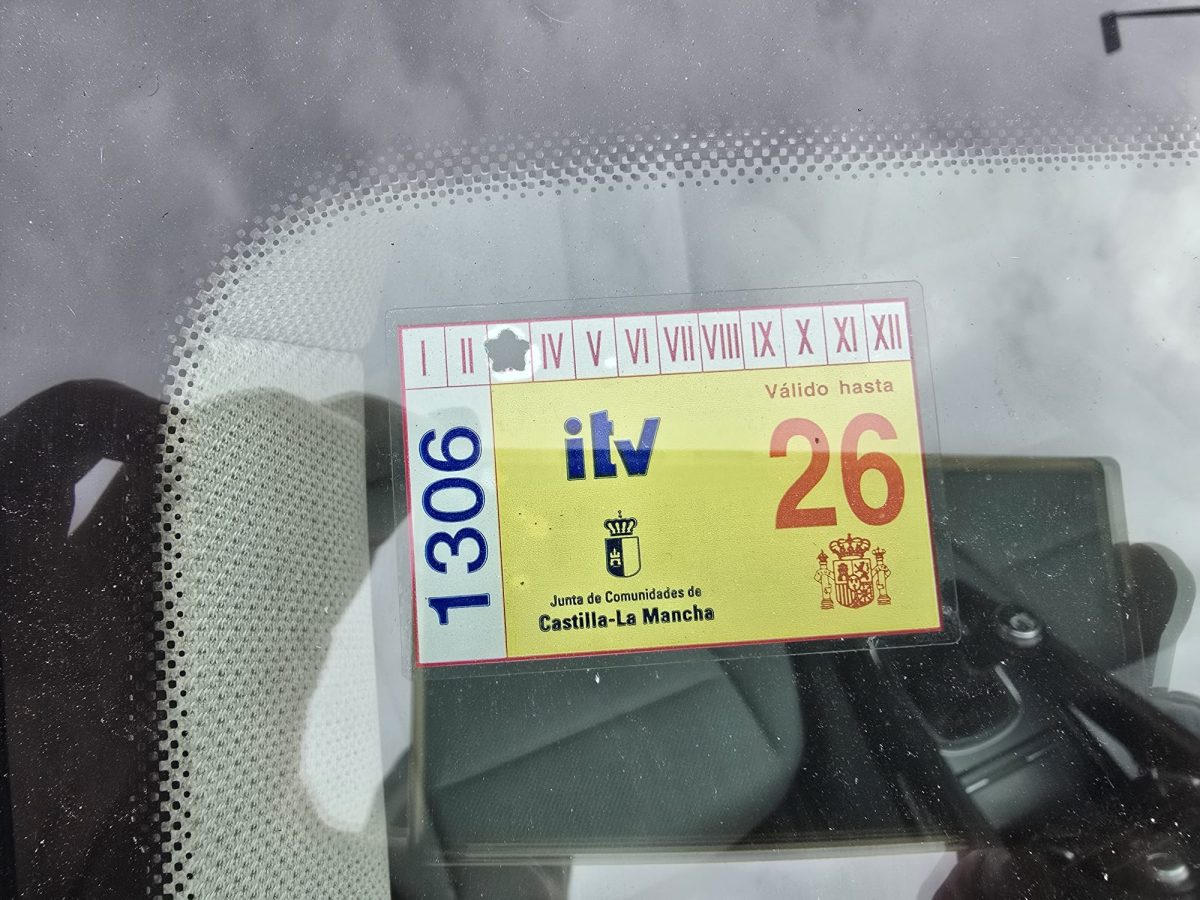 I II IV V VI VII VIII IX X XI XII
Válido hasta
1306
itv
26
Junta de Comunidades de
Castilla-La Mancha